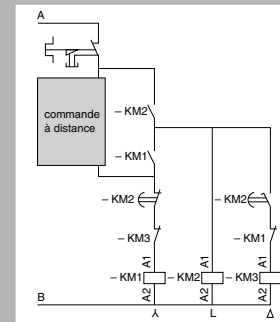 A
– KM2
commande
à distance
– KM1
– KM2
– KM2
– KM3
– KM1
A1
A1
A1
– KM1
– KM2
– KM3
A2
A2
A2
B
L
Δ